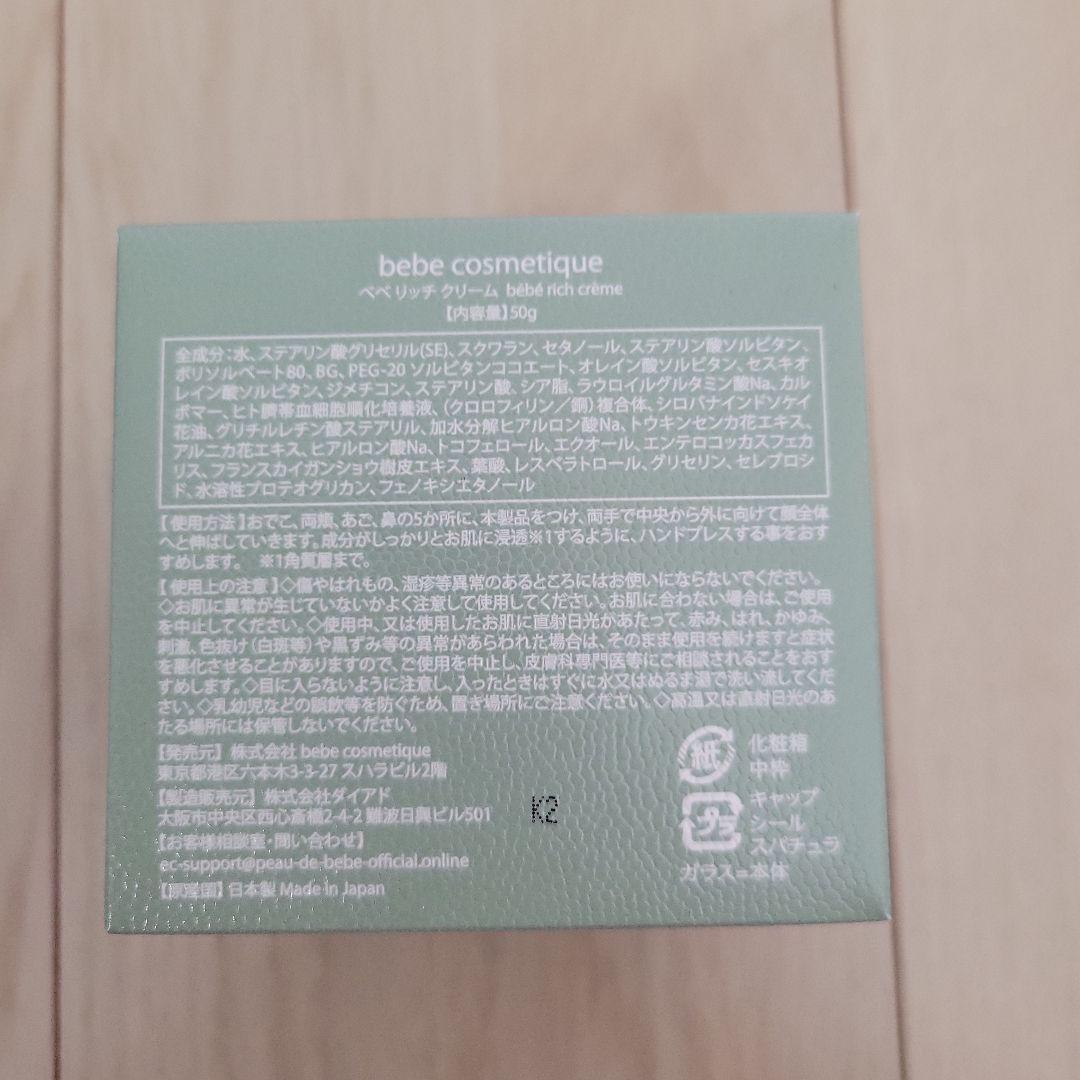 bebe cosmetique
べべ リッチ クリーム bébé rich crème
【内容量】50g
全成分：水、ステアリン酸グリセリル(SE)、スクワラン、セタノール、ステアリン酸ソルビタン、
ポリソルベート80、BG、PEG-20 ソルビタンココエート、オレイン酸ソルビタン、セスキオ
レイン酸ソルビタン、ジメチコン、ステアリン酸、シア脂、ラウロイルグルタミン酸Na、カル
ボマー、ヒト臍帯血細胞順化培養液、（クロロフィリン／銅）複合体、シロバナインドソケイ
花油、グリチルレチン酸ステアリル、加水分解ヒアルロン酸Na、トウキンセンカ花エキス、
アルニカ花エキス、ヒアルロン酸Na、トコフェロール、エクオール、エンテロコッカスフェカ
リス、フランスカイガンショウ樹皮エキス、葉酸、レスベラトロール、グリセリン、セレブロシ
ド、水溶性プロテオグリカン、フェノキシエタノール
【使用方法】おでこ、両頬、あご、鼻の5か所に、本製品をつけ、両手で中央から外に向けて顔全体
へと伸ばしていきます。成分がしっかりとお肌に浸透※1するように、ハンドプレスする事をおす
すめします。 ※1角質層まで。
【使用上の注意】◇傷やはれもの、湿疹等異常のあるところにはお使いにならないでください。
◇お肌に異常が生じていないかよく注意して使用してください。お肌に合わない場合は、ご使用
を中止してください。◇使用中、又は使用したお肌に直射日光があたって、赤み、はれ、かゆみ、
刺激、色抜け（白斑等）や黒ずみ等の異常があらわれた場合は、そのまま使用を続けますと症状
を悪化させることがありますので、ご使用を中止し、皮膚科専門医等にご相談されることをおす
すめします。◇目に入らないように注意し、入ったときはすぐに水又はぬるま湯で洗い流してくだ
さい。◇乳幼児などの誤飲等を防ぐため、置き場所にご注意ください。◇高温又は直射日光のあ
たる場所には保管しないでください。
【発売元】株式会社 bebe cosmetique
東京都港区六本木3-3-27 スハラビル2階
【製造販売元】株式会社ダイアド
大阪市中央区西心斎橋2-4-2 難波日興ビル501
【お客様相談室・問い合わせ】
ec-support@peau-de-bebe-official.online
【原産国】日本製 Made in Japan
K2
紙 化粧箱
中枠
プラ キャップ
シール
スパチュラ
ガラス=本体